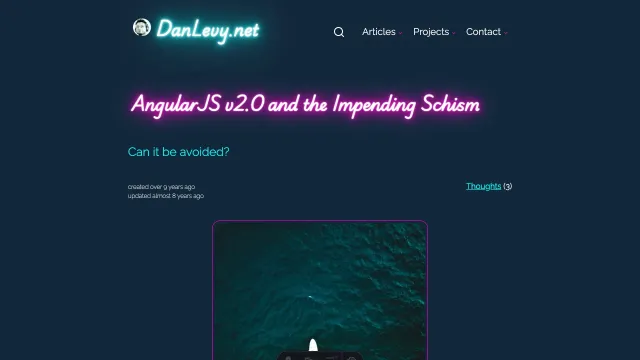 DanLevy.net
Articles
Projects
Contact
AngularJS v2.0 and the Impending Schism
Can it be avoided?
created over 9 years ago
updated almost 8 years ago
Thoughts (3)